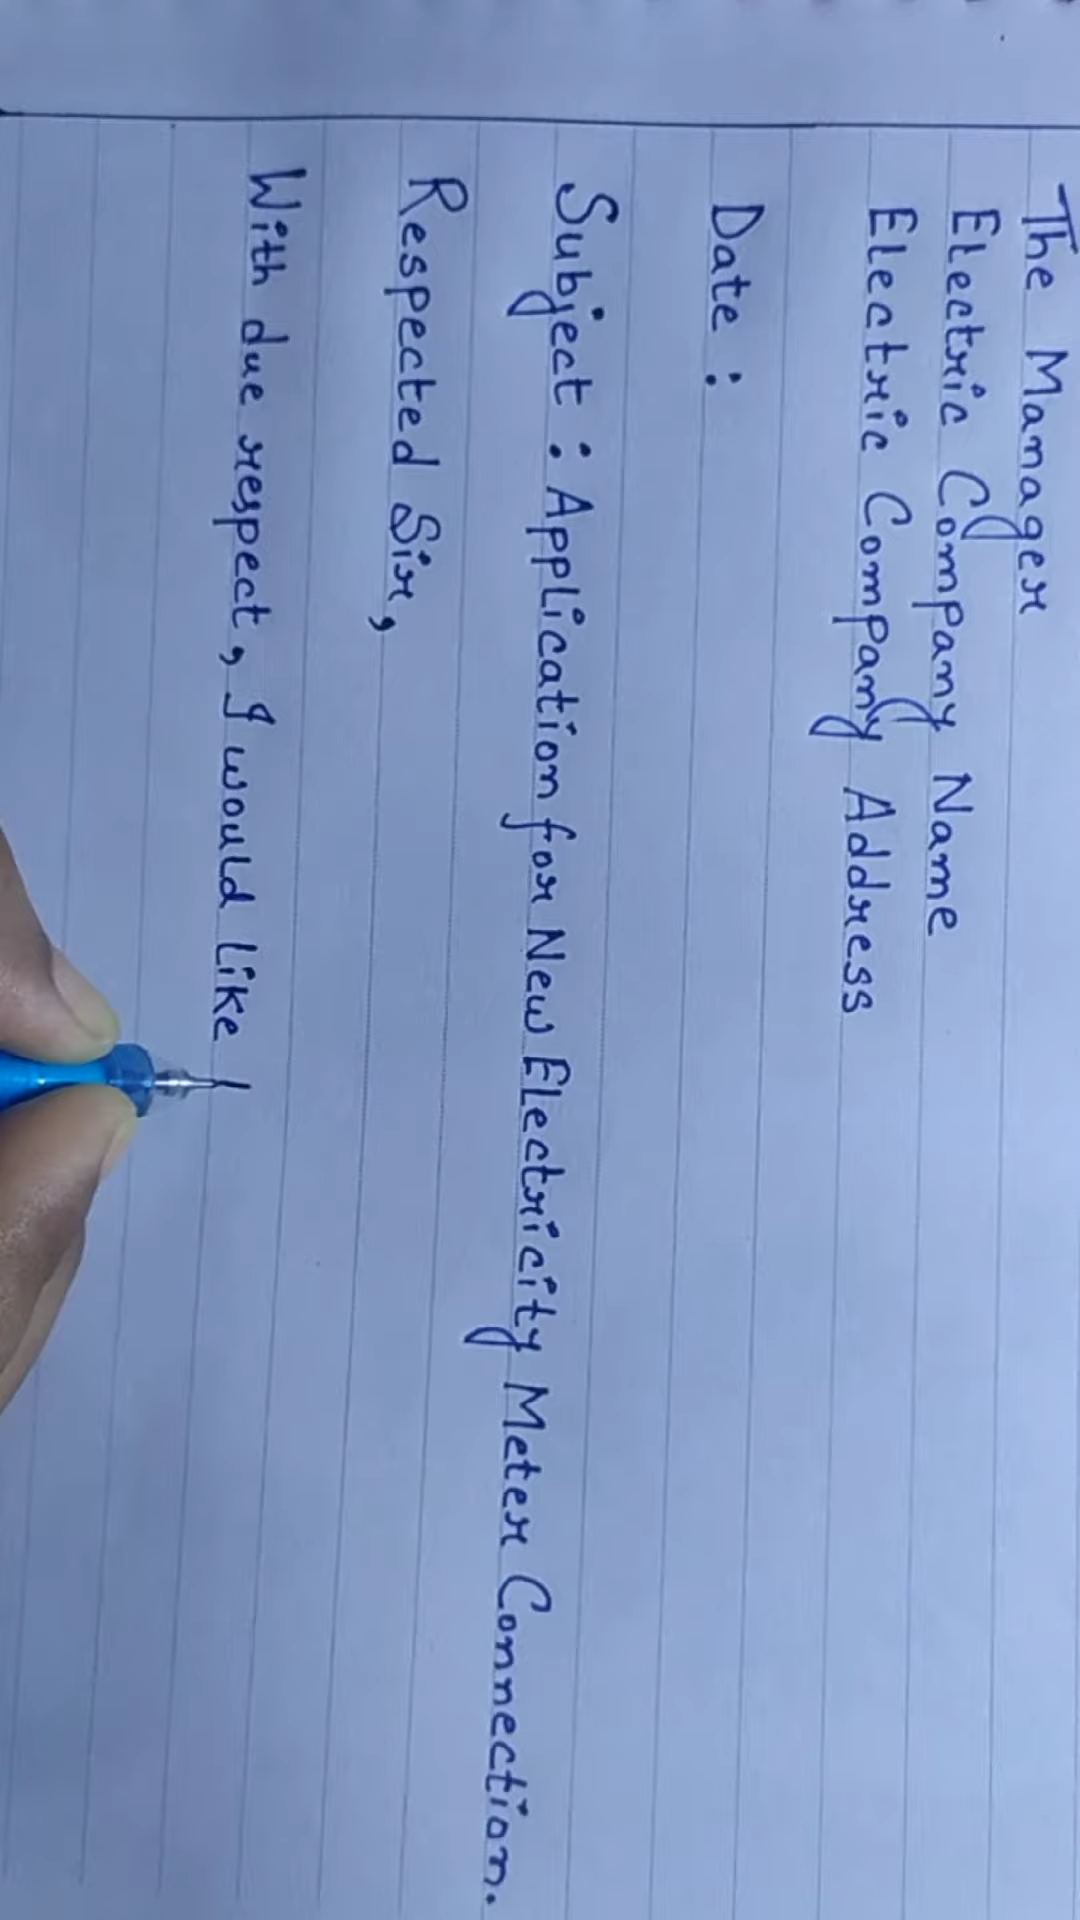 The Manager
Electric Company Name
Electric Company Address
Date :
Subject : Application for New Electricity Meter Connection.
Respected Sir,
With due respect, I would like